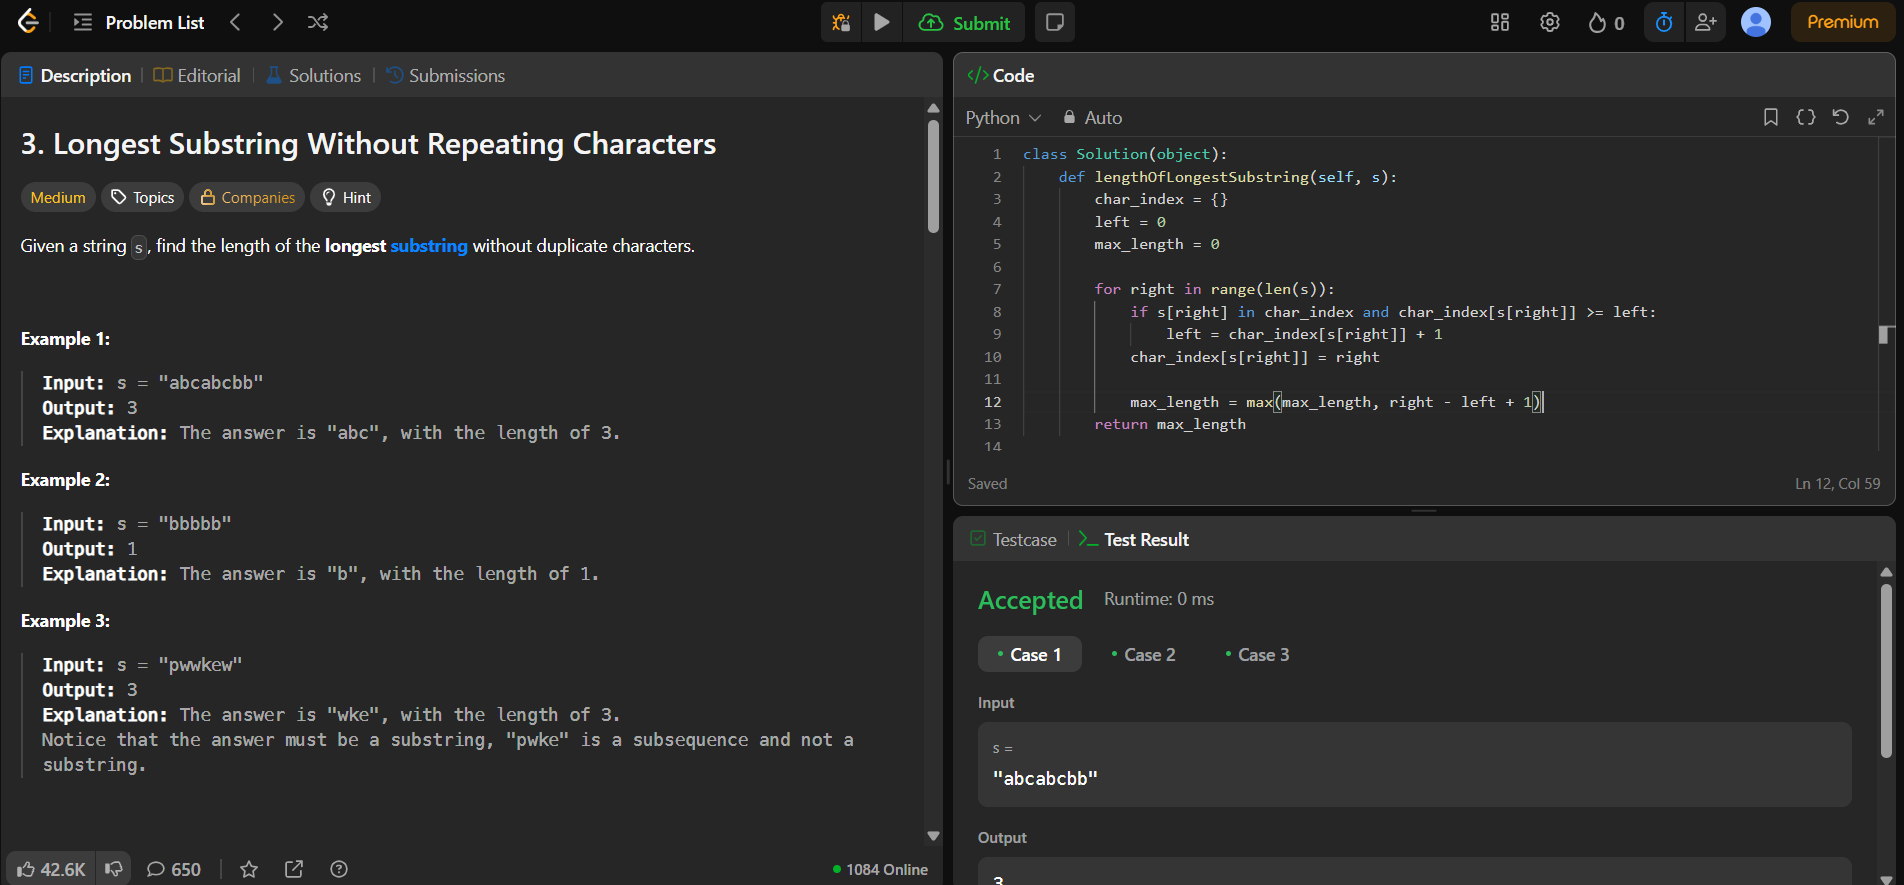 Problem List
Submit
0
Premium
Description
Editorial
Solutions
Submissions
3. Longest Substring Without Repeating Characters
Medium
Topics
Companies
Hint
Given a string s, find the length of the longest substring without duplicate characters.
Example 1:
Input: s = "abcabcbb"
Output: 3
Explanation: The answer is "abc", with the length of 3.
Example 2:
Input: s = "bbbbb"
Output: 1
Explanation: The answer is "b", with the length of 1.
Example 3:
Input: s = "pwwkew"
Output: 3
Explanation: The answer is "wke", with the length of 3.
Notice that the answer must be a substring, "pwke" is a subsequence and not a
substring.
42.6K
650
1084 Online
</> Code
Python
Auto
1 class Solution(object):
2     def lengthOfLongestSubstring(self, s):
3         char_index = {}
4         left = 0
5         max_length = 0
6
7         for right in range(len(s)):
8             if s[right] in char_index and char_index[s[right]] >= left:
9                 left = char_index[s[right]] + 1
10             char_index[s[right]] = right
11
12             max_length = max(max_length, right - left + 1)
13         return max_length
14
Saved
Ln 12, Col 59
Testcase
Test Result
Accepted
Runtime: 0 ms
Case 1
Case 2
Case 3
Input
s =
"abcabcbb"
Output
3